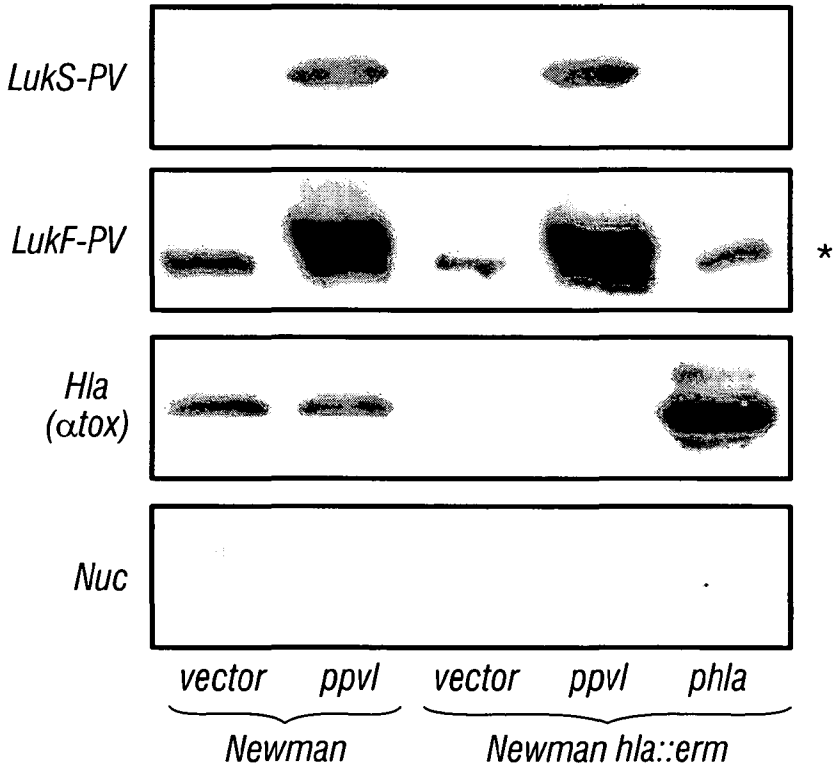 LukS-PV
LukF-PV
*
Hla
(αtox)
Nuc
vector ppvl vector ppvl phla
Newman Newman hla::erm